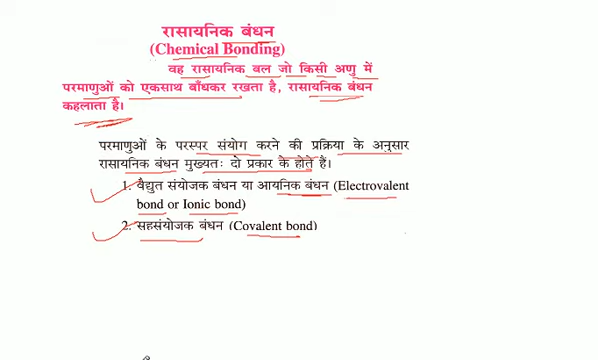 रासायनिक बंधन
(Chemical Bonding)
वह रासायनिक बल जो किसी अणु में
परमाणुओं को एकसाथ बाँधकर रखता है, रासायनिक बंधन
कहलाता है।
परमाणुओं के परस्पर संयोग करने की प्रक्रिया के अनुसार
रासायनिक बंधन मुख्यतः दो प्रकार के होते हैं।
1. वैद्युत संयोजक बंधन या आयनिक बंधन (Electrovalent
bond or Ionic bond)
2. सहसंयोजक बंधन (Covalent bond)